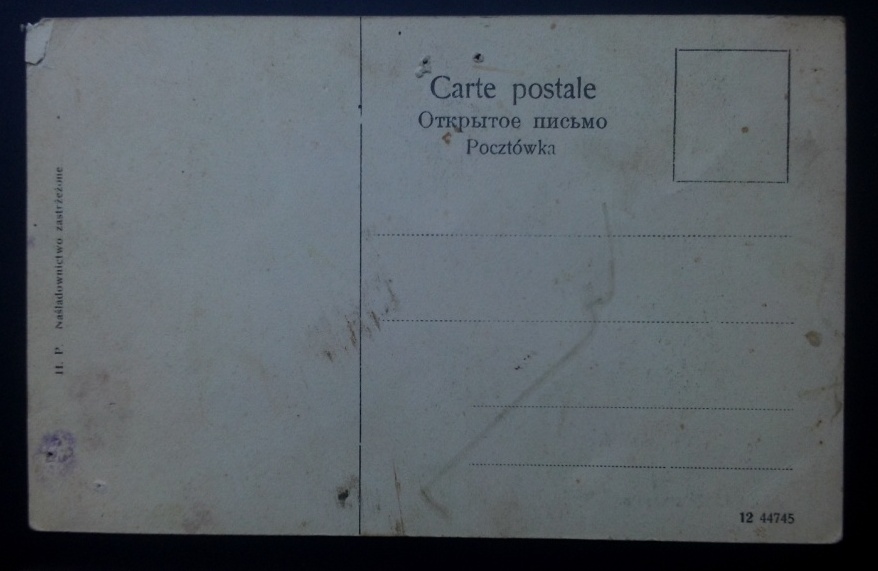 Carte postale
Открытое письмо
Pocztówka
H. P. Naśladownictwo zastrzeżone
12 44745